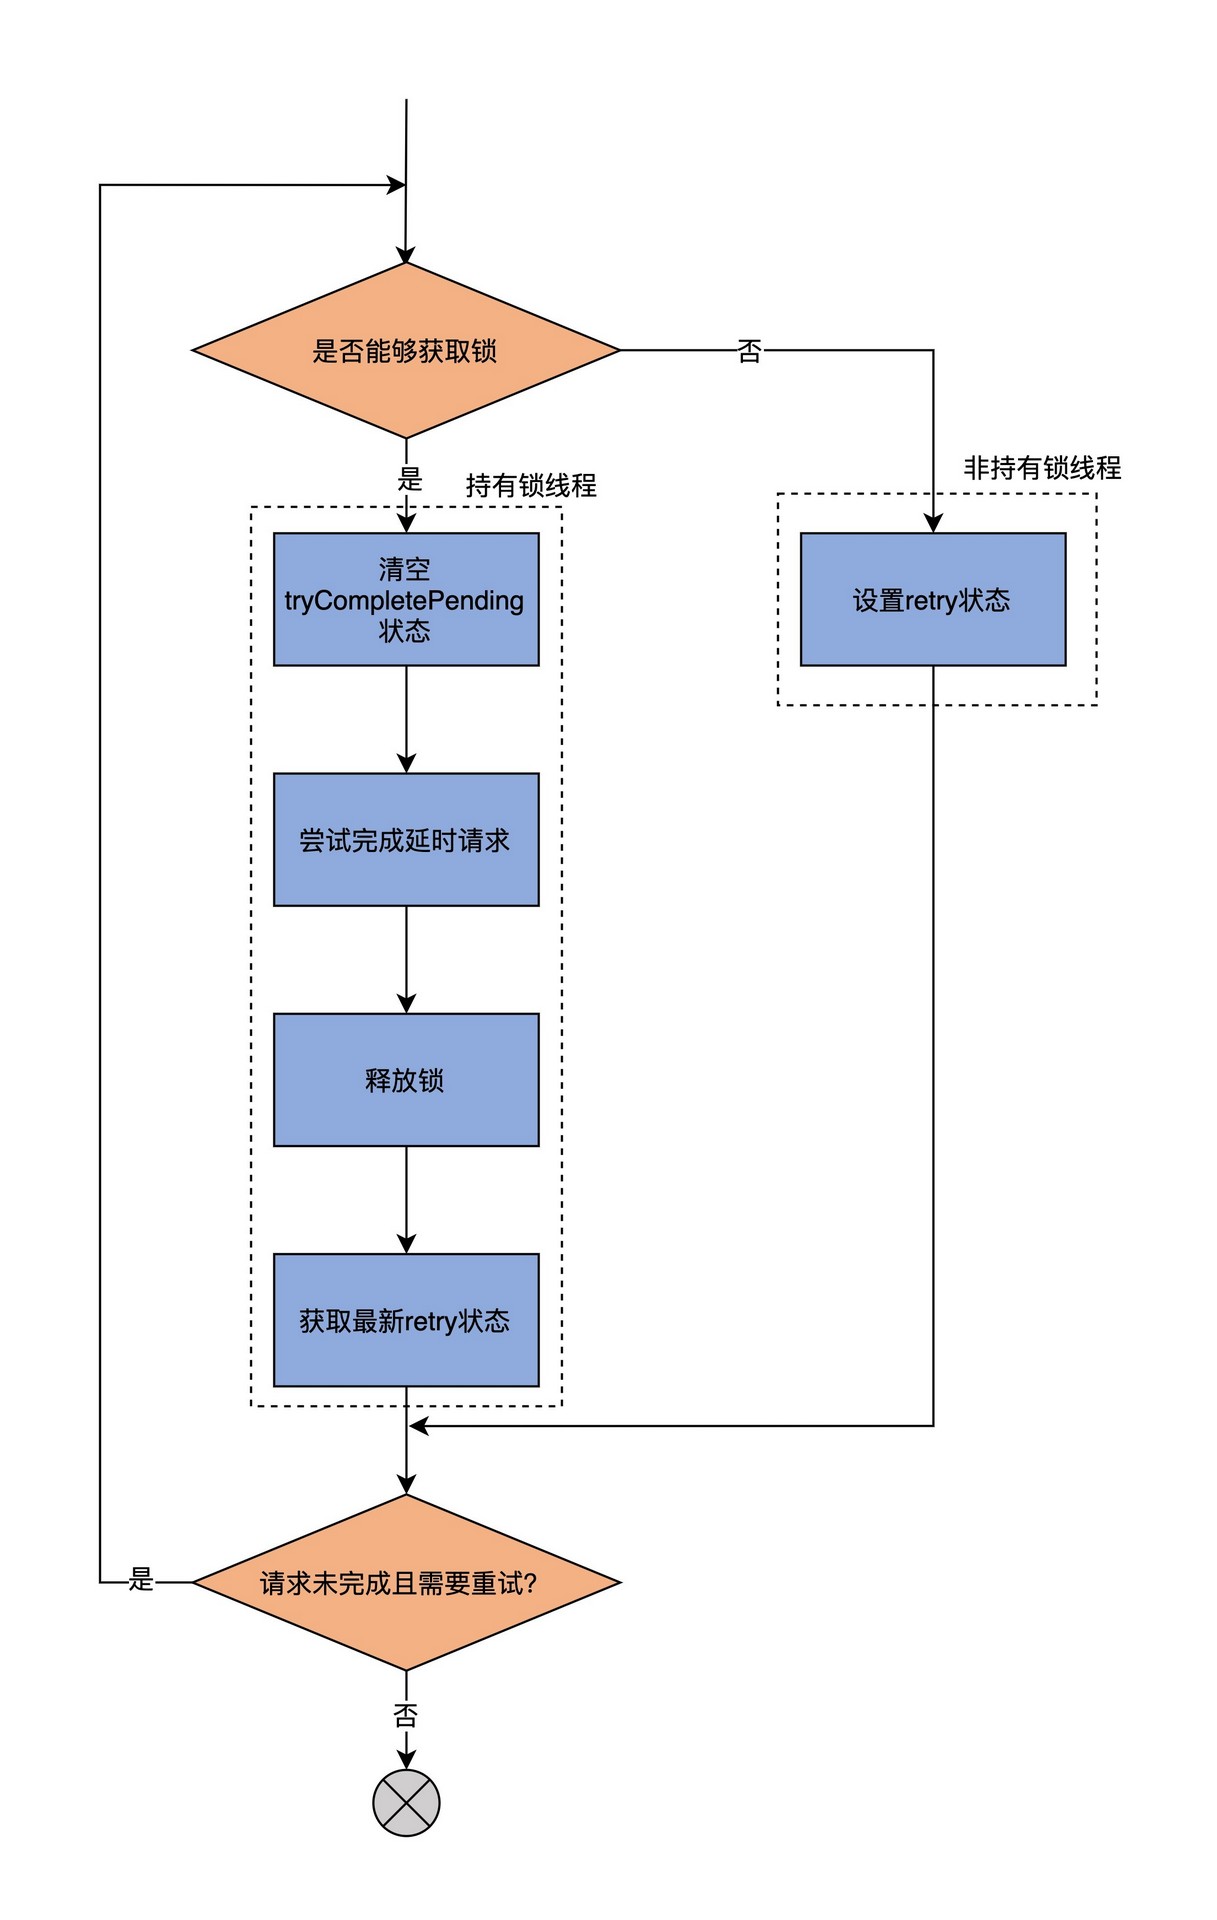 是否能够获取锁
否
是
持有锁线程
非持有锁线程
清空
tryCompletePending
状态
设置retry状态
尝试完成延时请求
释放锁
获取最新retry状态
请求未完成且需要重试?
是
否